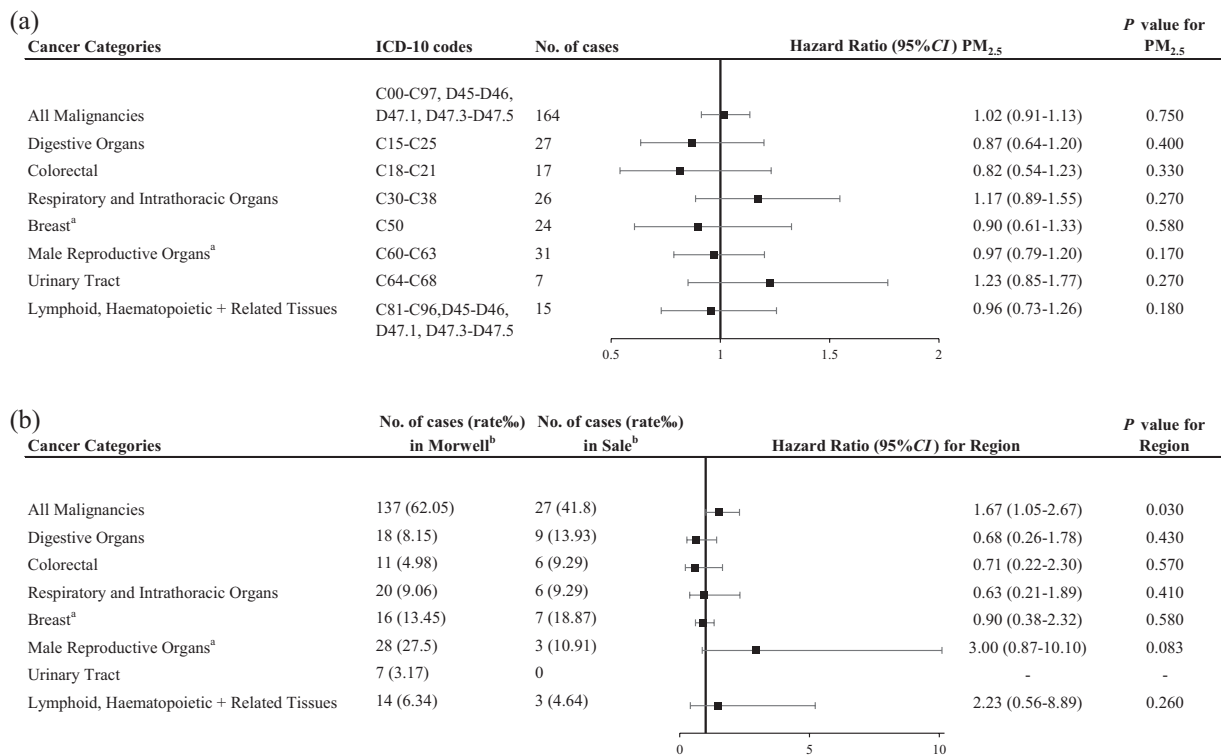 (a)
Cancer Categories ICD-10 codes No. of cases Hazard Ratio (95%CI) PM2.5 P value for PM2.5
C00-C97, D45-D46,
All Malignancies D47.1, D47.3-D47.5 164 1.02 (0.91-1.13) 0.750
Digestive Organs C15-C25 27 0.87 (0.64-1.20) 0.400
Colorectal C18-C21 17 0.82 (0.54-1.23) 0.330
Respiratory and Intrathoracic Organs C30-C38 26 1.17 (0.89-1.55) 0.270
Breasta C50 24 0.90 (0.61-1.33) 0.580
Male Reproductive Organsa C60-C63 31 0.97 (0.79-1.20) 0.170
Urinary Tract C64-C68 7 1.23 (0.85-1.77) 0.270
Lymphoid, Haematopoietic + Related Tissues C81-C96,D45-D46, 15 0.96 (0.73-1.26) 0.180
D47.1, D47.3-D47.5
0.5 1 1.5 2
(b)
No. of cases (rate‰) No. of cases (rate‰) P value for
Cancer Categories in Morwellb in Saleb Hazard Ratio (95%CI) for Region Region
All Malignancies 137 (62.05) 27 (41.8) 1.67 (1.05-2.67) 0.030
Digestive Organs 18 (8.15) 9 (13.93) 0.68 (0.26-1.78) 0.430
Colorectal 11 (4.98) 6 (9.29) 0.71 (0.22-2.30) 0.570
Respiratory and Intrathoracic Organs 20 (9.06) 6 (9.29) 0.63 (0.21-1.89) 0.410
Breasta 16 (13.45) 7 (18.87) 0.90 (0.38-2.32) 0.580
Male Reproductive Organsa 28 (27.5) 3 (10.91) 3.00 (0.87-10.10) 0.083
Urinary Tract 7 (3.17) 0 - -
Lymphoid, Haematopoietic + Related Tissues 14 (6.34) 3 (4.64) 2.23 (0.56-8.89) 0.260
0 5 10